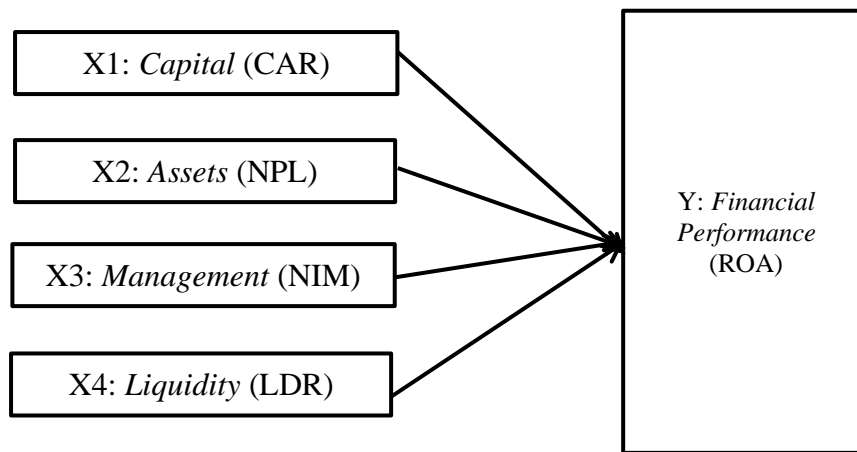 X1: Capital (CAR)
X2: Assets (NPL)
X3: Management (NIM)
X4: Liquidity (LDR)
Y: Financial
Performance
(ROA)